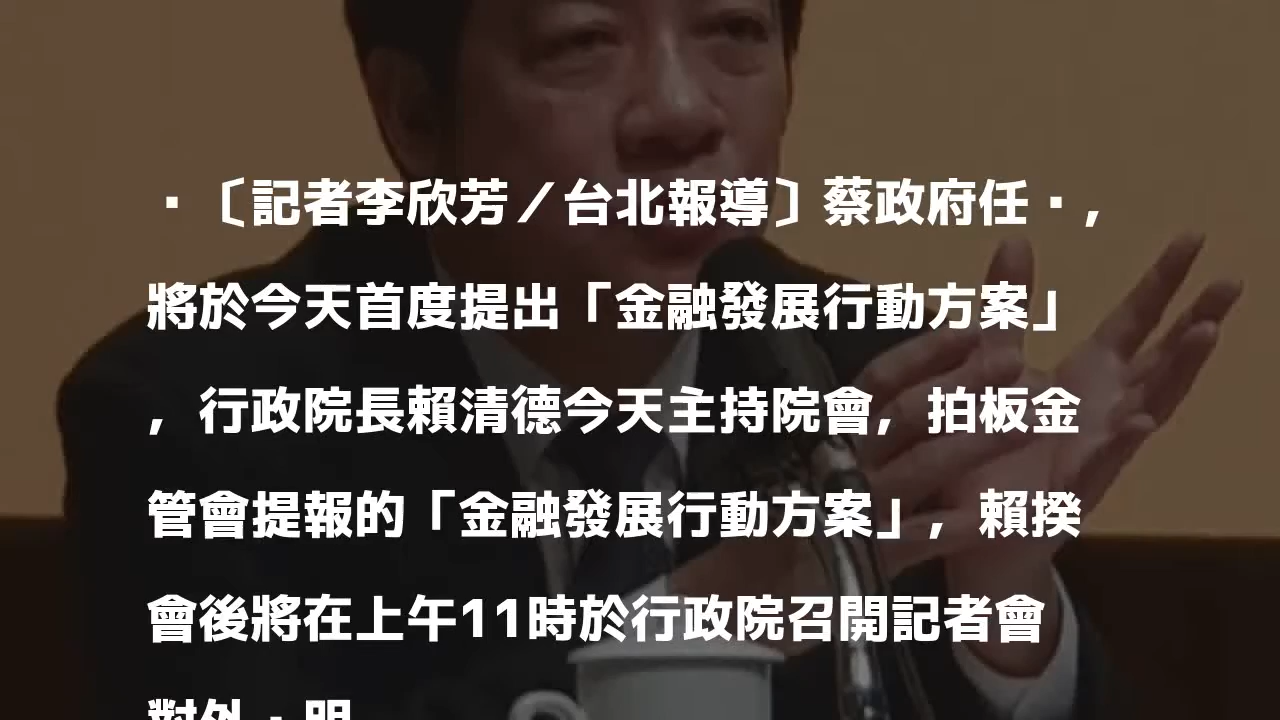 ▪〔記者李欣芳／台北報導〕蔡政府任▪，
將於今天首度提出「金融發展行動方案」
，行政院長賴清德今天主持院會，拍板金
管會提報的「金融發展行動方案」，賴揆
會後將在上午11時於行政院召開記者會
對外▪明